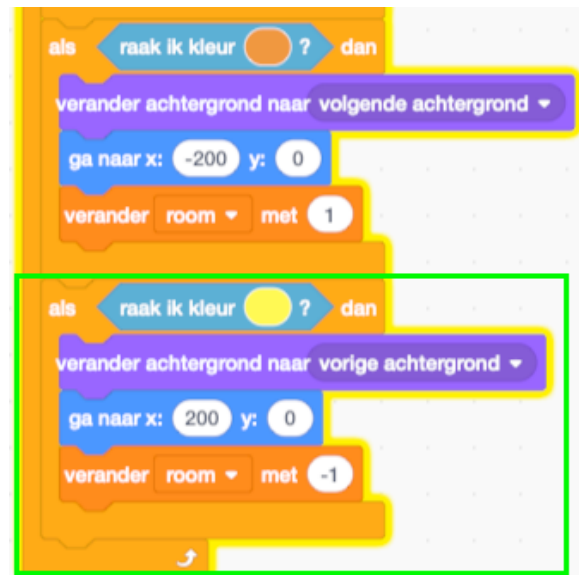 als raak ik kleur ? dan
verander achtergrond naar volgende achtergrond
ga naar x: -200 y: 0
verander room met 1
als raak ik kleur ? dan
verander achtergrond naar vorige achtergrond
ga naar x: 200 y: 0
verander room met -1